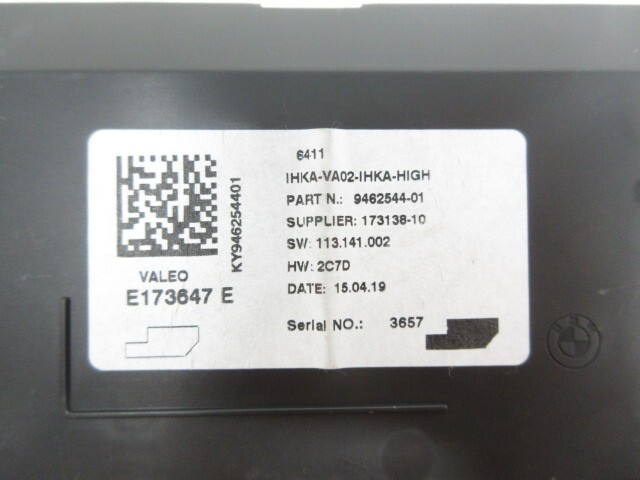 6411
IHKA-VA02-IHKA-HIGH
PART N.: 9462544-01
SUPPLIER: 173138-10
SW: 113.141.002
HW: 2C7D
DATE: 15.04.19
Serial NO.: 3657
KY946254401
VALEO
E173647 E
BMW